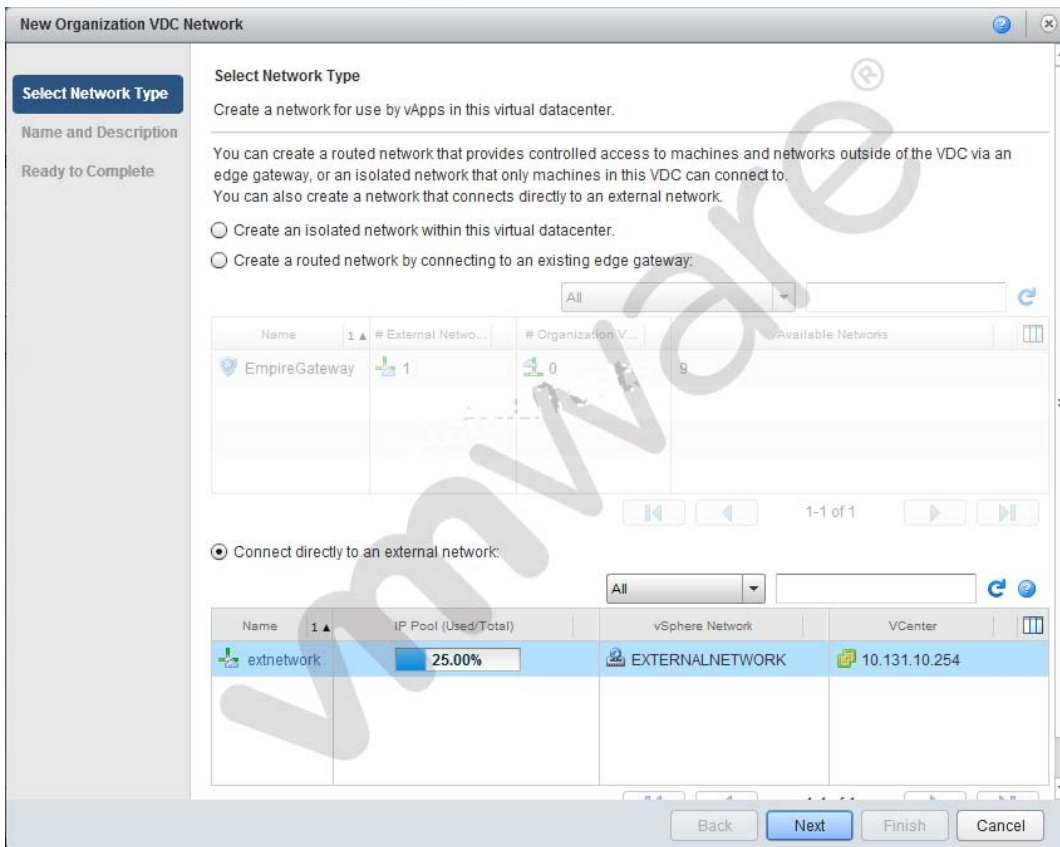 New Organization VDC Network
Select Network Type
Name and Description
Ready to Complete
Select Network Type
Create a network for use by vApps in this virtual datacenter.
You can create a routed network that provides controlled access to machines and networks outside of the VDC via an
edge gateway, or an isolated network that only machines in this VDC can connect to.
You can also create a network that connects directly to an external network.
Create an isolated network within this virtual datacenter.
Create a routed network by connecting to an existing edge gateway:
All
Name 1 # External Netwo... # Organization V... Available Networks
EmpireGateway 1 0 9
1-1 of 1
Connect directly to an external network:
All
Name 1 IP Pool (Used/Total) vSphere Network VCenter
extnetwork 25.00% EXTERNALNETWORK 10.131.10.254
Back Next Finish Cancel
vmware®